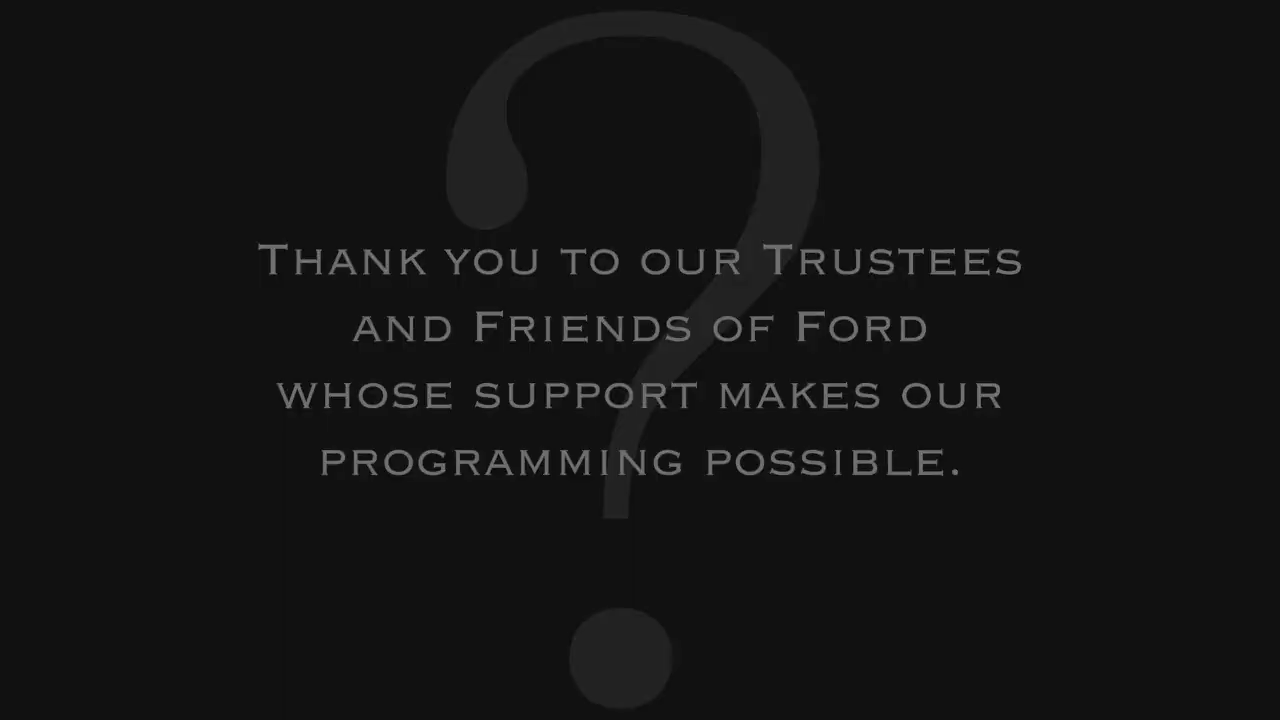 Thank you to our Trustees
and Friends of Ford
whose support makes our
programming possible.
?